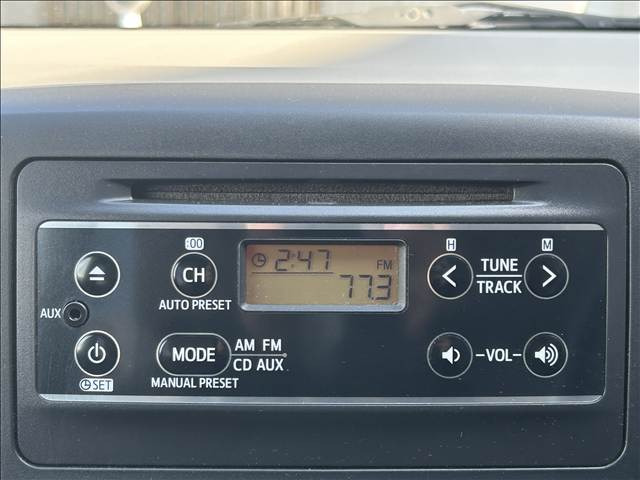 :00
H
M
2:47
FM
77.3
CH
AUTO PRESET
TUNE
TRACK
AUX
MODE
AM FM
CD AUX
-VOL-
SET
MANUAL PRESET